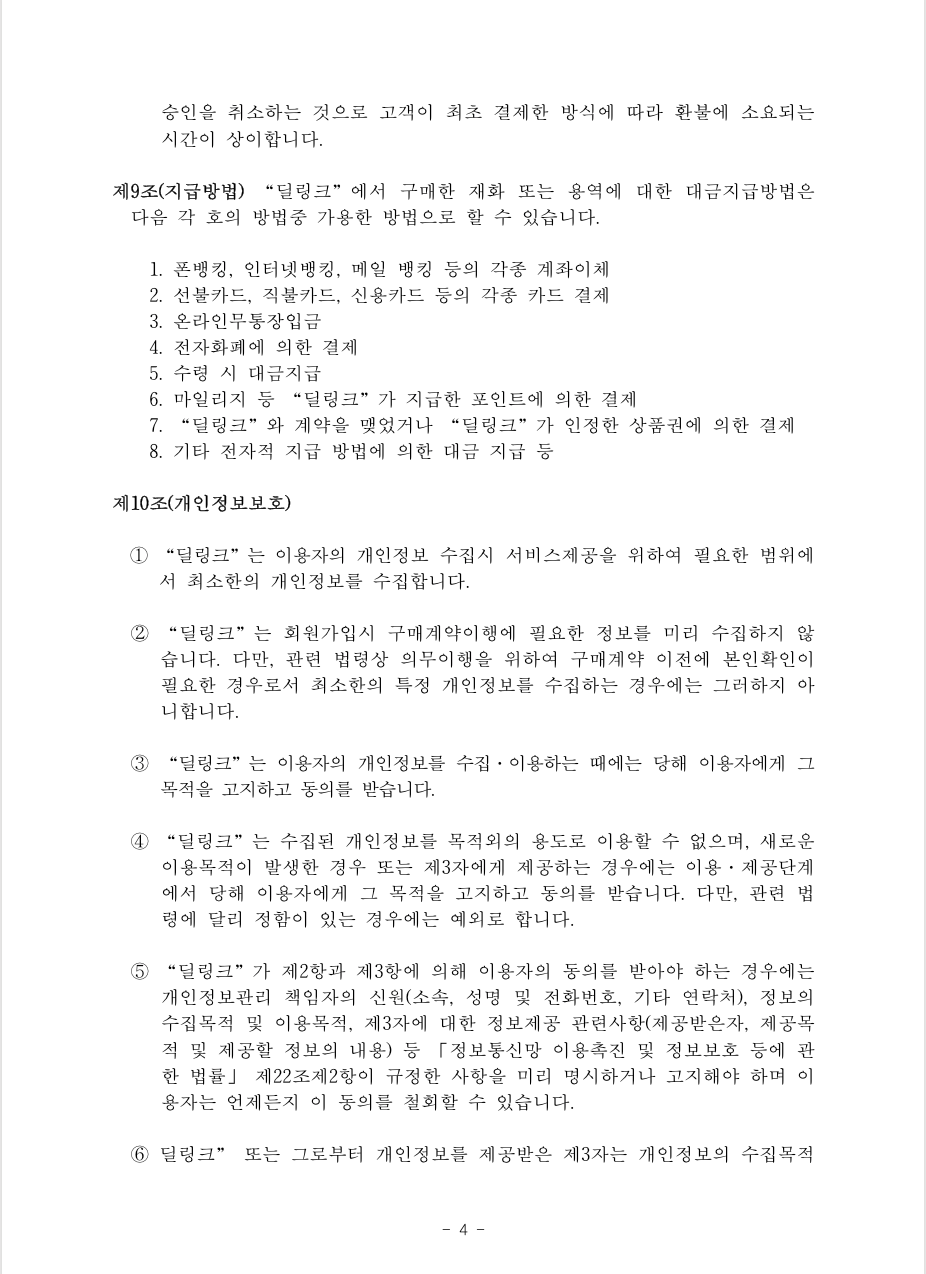 승인을 취소하는 것으로 고객이 최초 결제한 방식에 따라 환불에 소요되는
시간이 상이합니다.
제9조(지급방법) “딜링크”에서 구매한 재화 또는 용역에 대한 대금지급방법은
다음 각 호의 방법중 가용한 방법으로 할 수 있습니다.
1. 폰뱅킹, 인터넷뱅킹, 메일 뱅킹 등의 각종 계좌이체
2. 선불카드, 직불카드, 신용카드 등의 각종 카드 결제
3. 온라인무통장입금
4. 전자화폐에 의한 결제
5. 수령 시 대금지급
6. 마일리지 등 “딜링크”가 지급한 포인트에 의한 결제
7. “딜링크”와 계약을 맺었거나 “딜링크”가 인정한 상품권에 의한 결제
8. 기타 전자적 지급 방법에 의한 대금 지급 등
제10조(개인정보보호)
① “딜링크”는 이용자의 개인정보 수집시 서비스제공을 위하여 필요한 범위에
서 최소한의 개인정보를 수집합니다.
② “딜링크”는 회원가입시 구매계약이행에 필요한 정보를 미리 수집하지 않
습니다. 다만, 관련 법령상 의무이행을 위하여 구매계약 이전에 본인확인이
필요한 경우로서 최소한의 특정 개인정보를 수집하는 경우에는 그러하지 아
니합니다.
③ “딜링크”는 이용자의 개인정보를 수집·이용하는 때에는 당해 이용자에게 그
목적을 고지하고 동의를 받습니다.
④ “딜링크”는 수집된 개인정보를 목적외의 용도로 이용할 수 없으며, 새로운
이용목적이 발생한 경우 또는 제3자에게 제공하는 경우에는 이용·제공단계
에서 당해 이용자에게 그 목적을 고지하고 동의를 받습니다. 다만, 관련 법
령에 달리 정함이 있는 경우에는 예외로 합니다.
⑤ “딜링크”가 제2항과 제3항에 의해 이용자의 동의를 받아야 하는 경우에는
개인정보관리 책임자의 신원(소속, 성명 및 전화번호, 기타 연락처), 정보의
수집목적 및 이용목적, 제3자에 대한 정보제공 관련사항(제공받은자, 제공목
적 및 제공할 정보의 내용) 등 「정보통신망 이용촉진 및 정보보호 등에 관
한 법률」 제22조제2항이 규정한 사항을 미리 명시하거나 고지해야 하며 이
용자는 언제든지 이 동의를 철회할 수 있습니다.
⑥ 딜링크” 또는 그로부터 개인정보를 제공받은 제3자는 개인정보의 수집목적
- 4 -